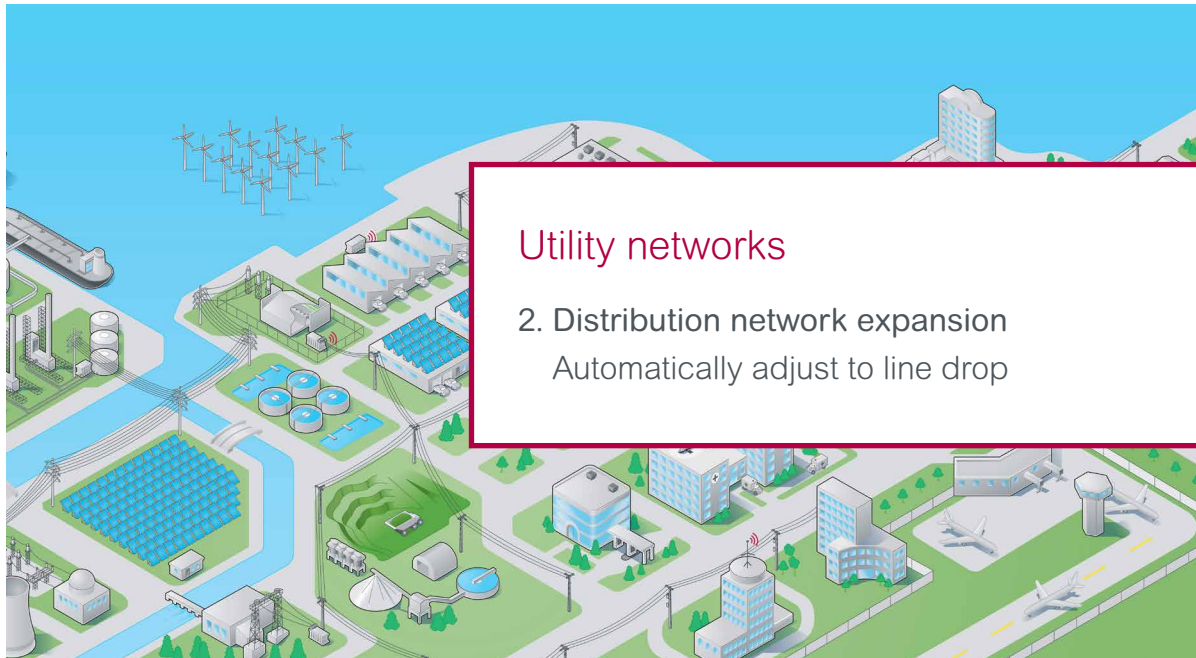 Utility networks
2. Distribution network expansion
Automatically adjust to line drop